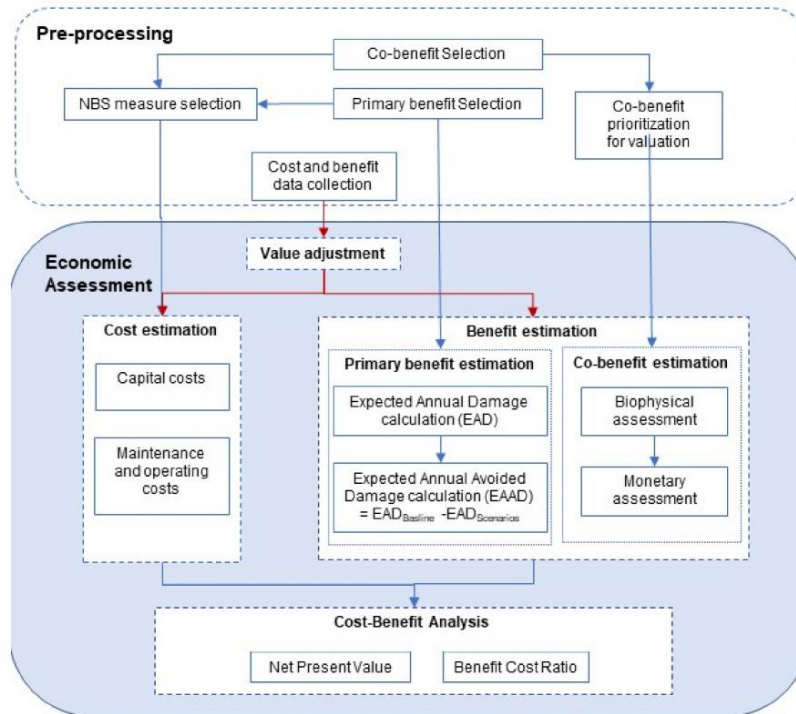 Pre-processing
Co-benefit Selection
NBS measure selection
Primary benefit Selection
Co-benefit
prioritization
for valuation
Cost and benefit
data collection
Value adjustment
Economic
Assessment
Cost estimation
Capital costs
Maintenance
and operating
costs
Benefit estimation
Primary benefit estimation
Expected Annual Damage
calculation (EAD)
Expected Annual Avoided
Damage calculation (EAAD)
= EADBasline -EADScenarios
Co-benefit estimation
Biophysical
assessment
Monetary
assessment
Cost-Benefit Analysis
Net Present Value
Benefit Cost Ratio